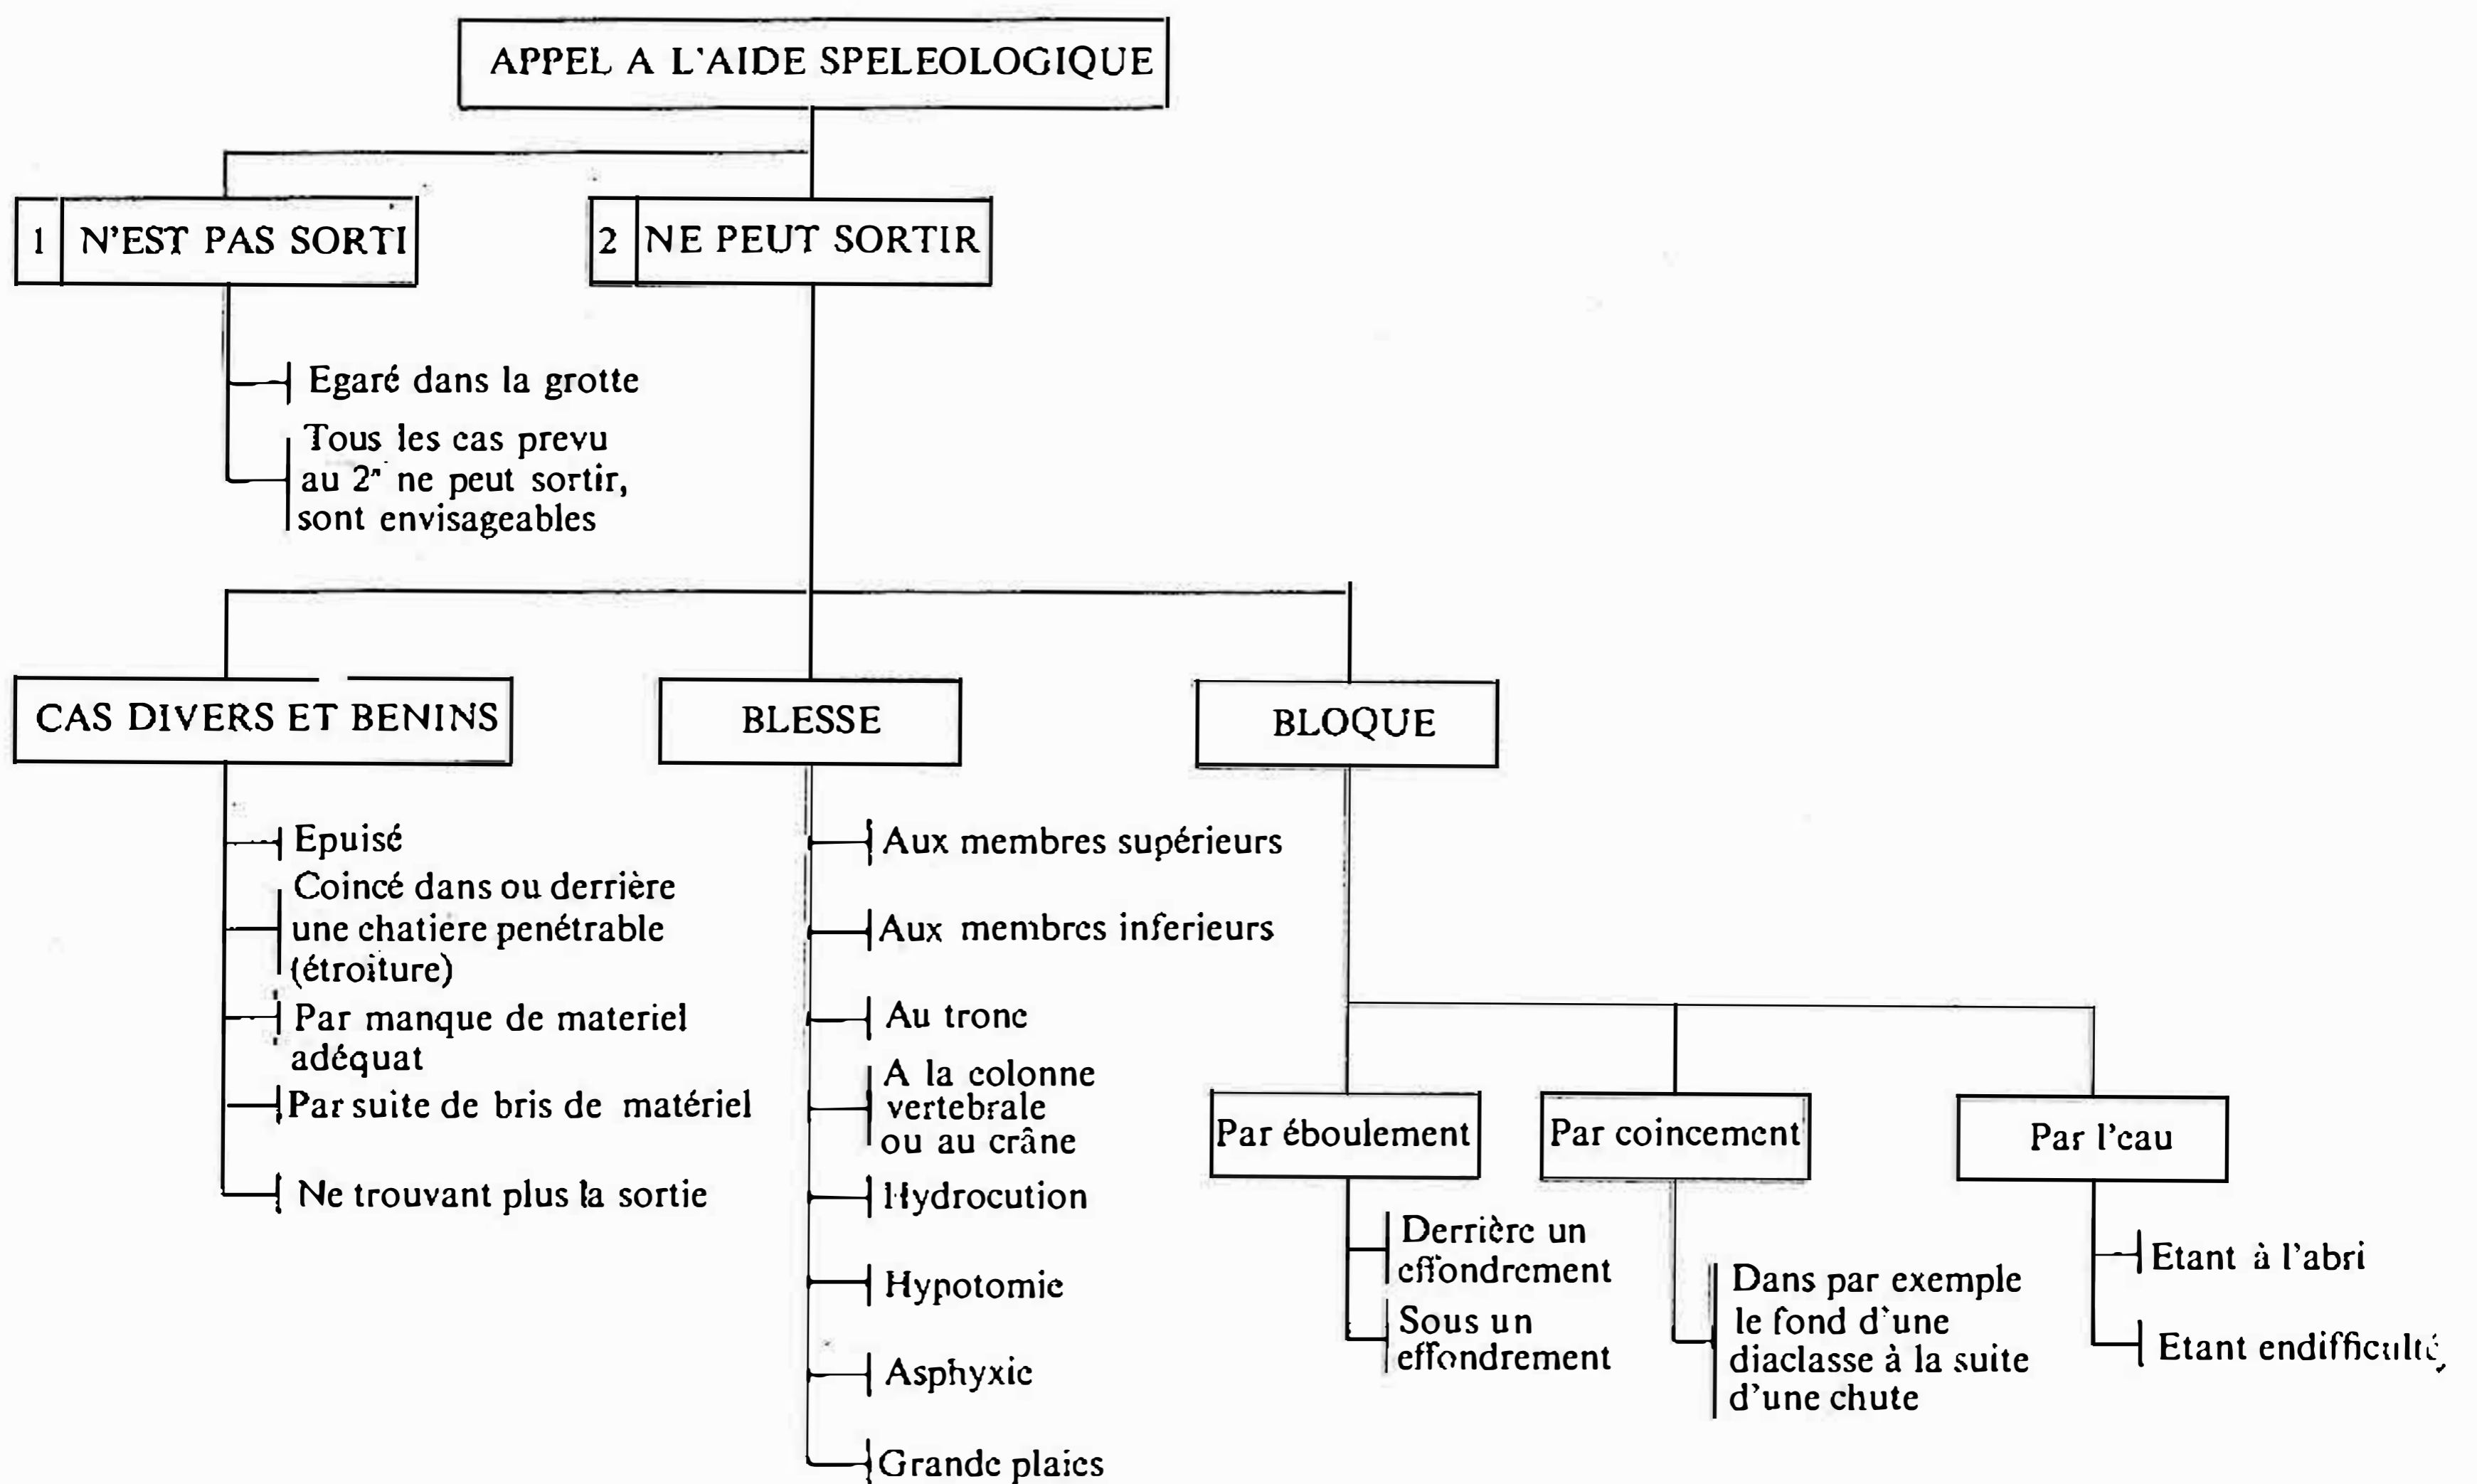 APPEL A L'AIDE SPELEOLOGIQUE
1 N'EST PAS SORTI
2 NE PEUT SORTIR
Egaré dans la grotte
Tous les cas prevu
au 2" ne peut sortir,
sont envisageables
CAS DIVERS ET BENINS
BLESSE
BLOQUE
Epuisé
Coincé dans ou derrière
une chatière penétrable
(étroiture)
Par manque de materiel
adéquat
Par suite de bris de matériel
Ne trouvant plus la sortie
Aux membres supérieurs
Aux membres inferieurs
Au tronc
A la colonne
vertebrale
ou au crâne
Hydrocution
Hypotomie
Asphyxie
Grande plaies
Par éboulement
Par coincement
Par l'eau
Derrière un
effondrement
Sous un
effondrement
Dans par exemple
le fond d'une
diaclasse à la suite
d'une chute
Etant à l'abri
Etant endifficulté